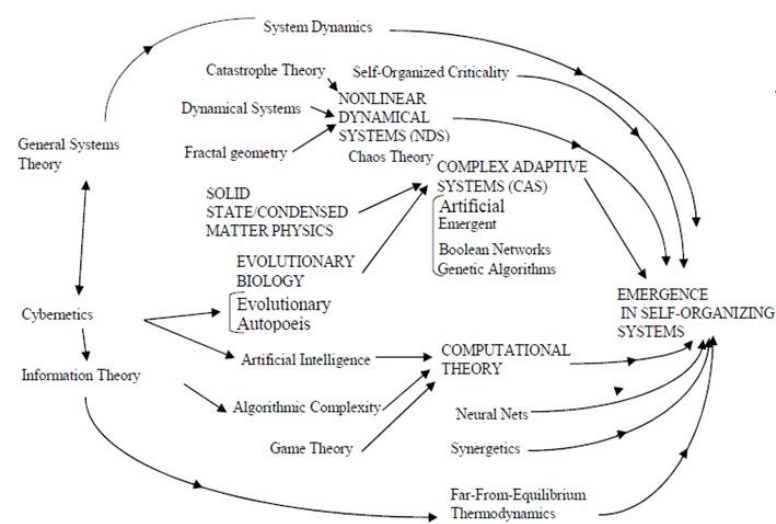 System Dynamics
Catastrophe Theory
Self-Organized Criticality
Dynamical Systems
NONLINEAR
DYNAMICAL
SYSTEMS (NDS)
Fractal geometry
Chaos Theory
General Systems
Theory
COMPLEX ADAPTIVE
SYSTEMS (CAS)
Artificial
Emergent
Boolean Networks
Genetic Algorithms
SOLID
STATE/CONDENSED
MATTER PHYSICS
EVOLUTIONARY
BIOLOGY
Evolutionary
Autopoeis
EMERGENCE
IN SELF-ORGANIZING
SYSTEMS
Cybernetics
Information Theory
Artificial Intelligence
COMPUTATIONAL
THEORY
Algorithmic Complexity
Neural Nets
Game Theory
Synergetics
Far-From-Equilibrium
Thermodynamics